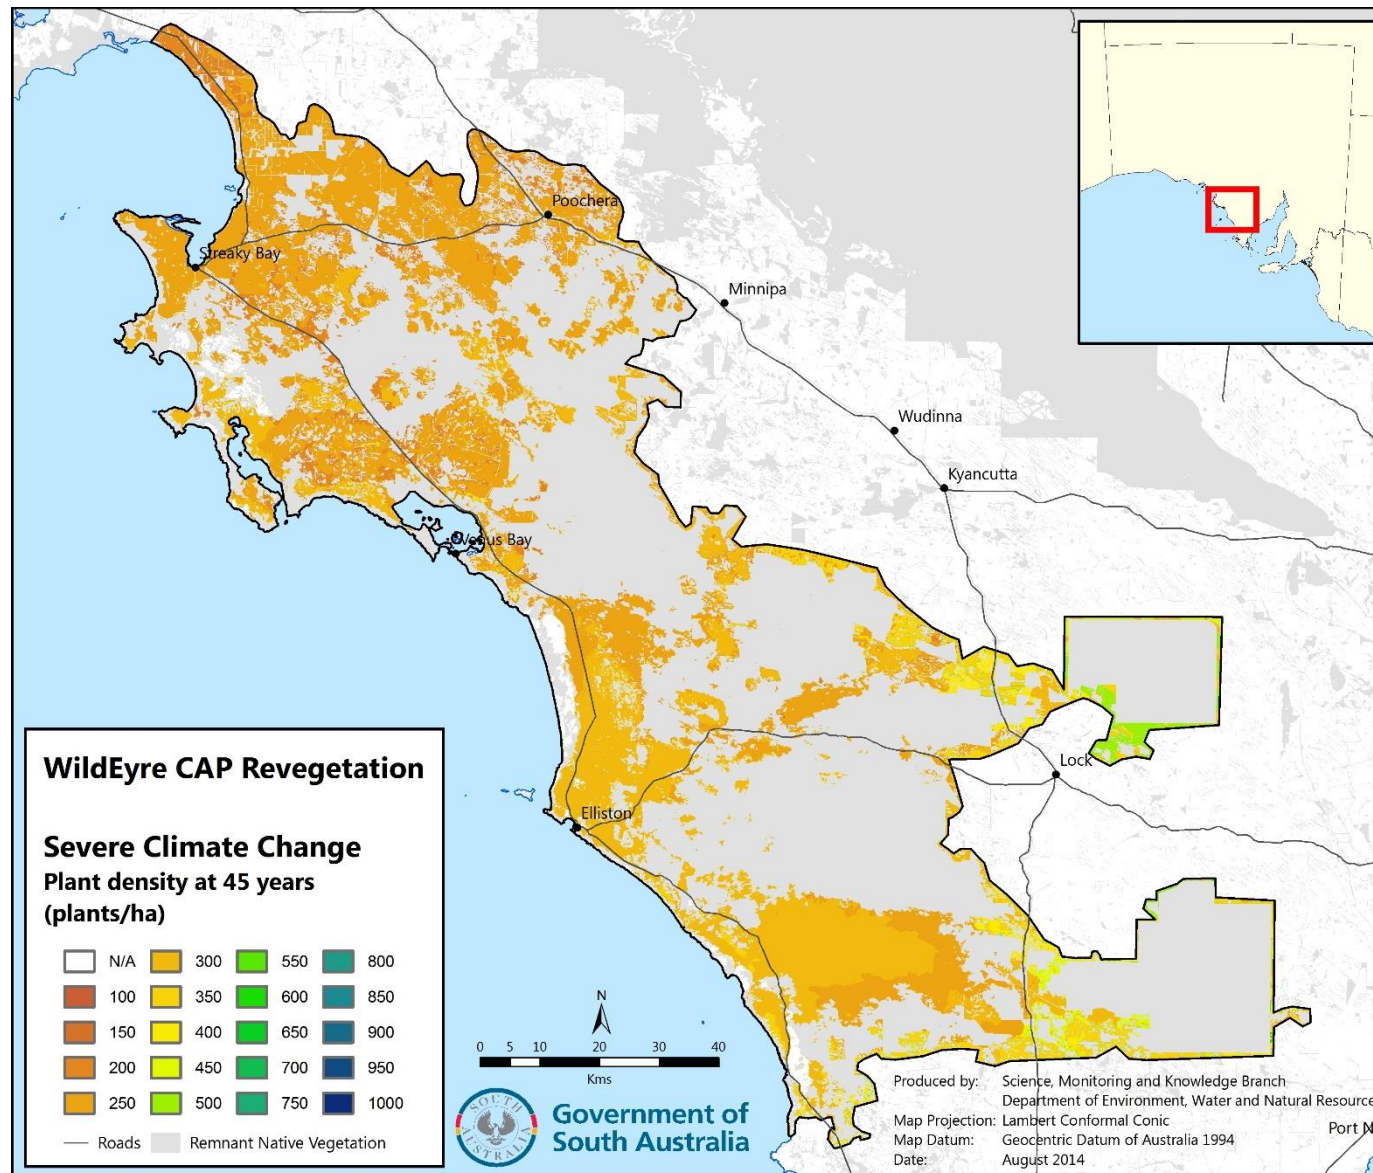 Poochera
Streaky Bay
Minnipa
Wudinna
Kyancutta
Venus Bay
Lock
Elliston
WildEyre CAP Revegetation
Severe Climate Change
Plant density at 45 years
(plants/ha)
N/A 300 550 800
100 350 600 850
150 400 650 900
200 450 700 950
250 500 750 1000
Roads Remnant Native Vegetation
N
0 5 10 20 30 40
Kms
SOUTH AUSTRALIA
Government of
South Australia
Produced by: Science, Monitoring and Knowledge Branch
Department of Environment, Water and Natural Resource
Map Projection: Lambert Conformal Conic
Map Datum: Geocentric Datum of Australia 1994
Date: August 2014
Port N